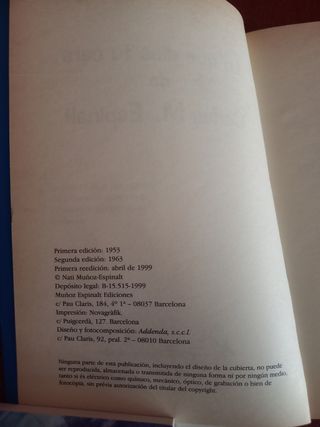 Primera edición: 1953
Segunda edición: 1963
Primera reedición: abril de 1999
© Nati Muñoz-Espinalt
Depósito legal: B-15.515-1999
Muñoz Espinalt Ediciones
c/ Pau Claris, 184, 4º 1ª – 08037 Barcelona
Impresión: Novagràfik.
c/ Puigcerdà, 127. Barcelona
Diseño y fotocomposición: Addenda, s.c.c.l.
c/ Pau Claris, 92, pral. 2ª – 08010 Barcelona
Ninguna parte de esta publicación, incluyendo el diseño de la cubierta, no puede
ser reproducida, almacenada o transmitida de ninguna forma ni por ningún medio,
tanto si és eléctrico como químico, mecánico, óptico, de grabación o bien de
fotocopia, sin prévia autorización del titular del copyright.